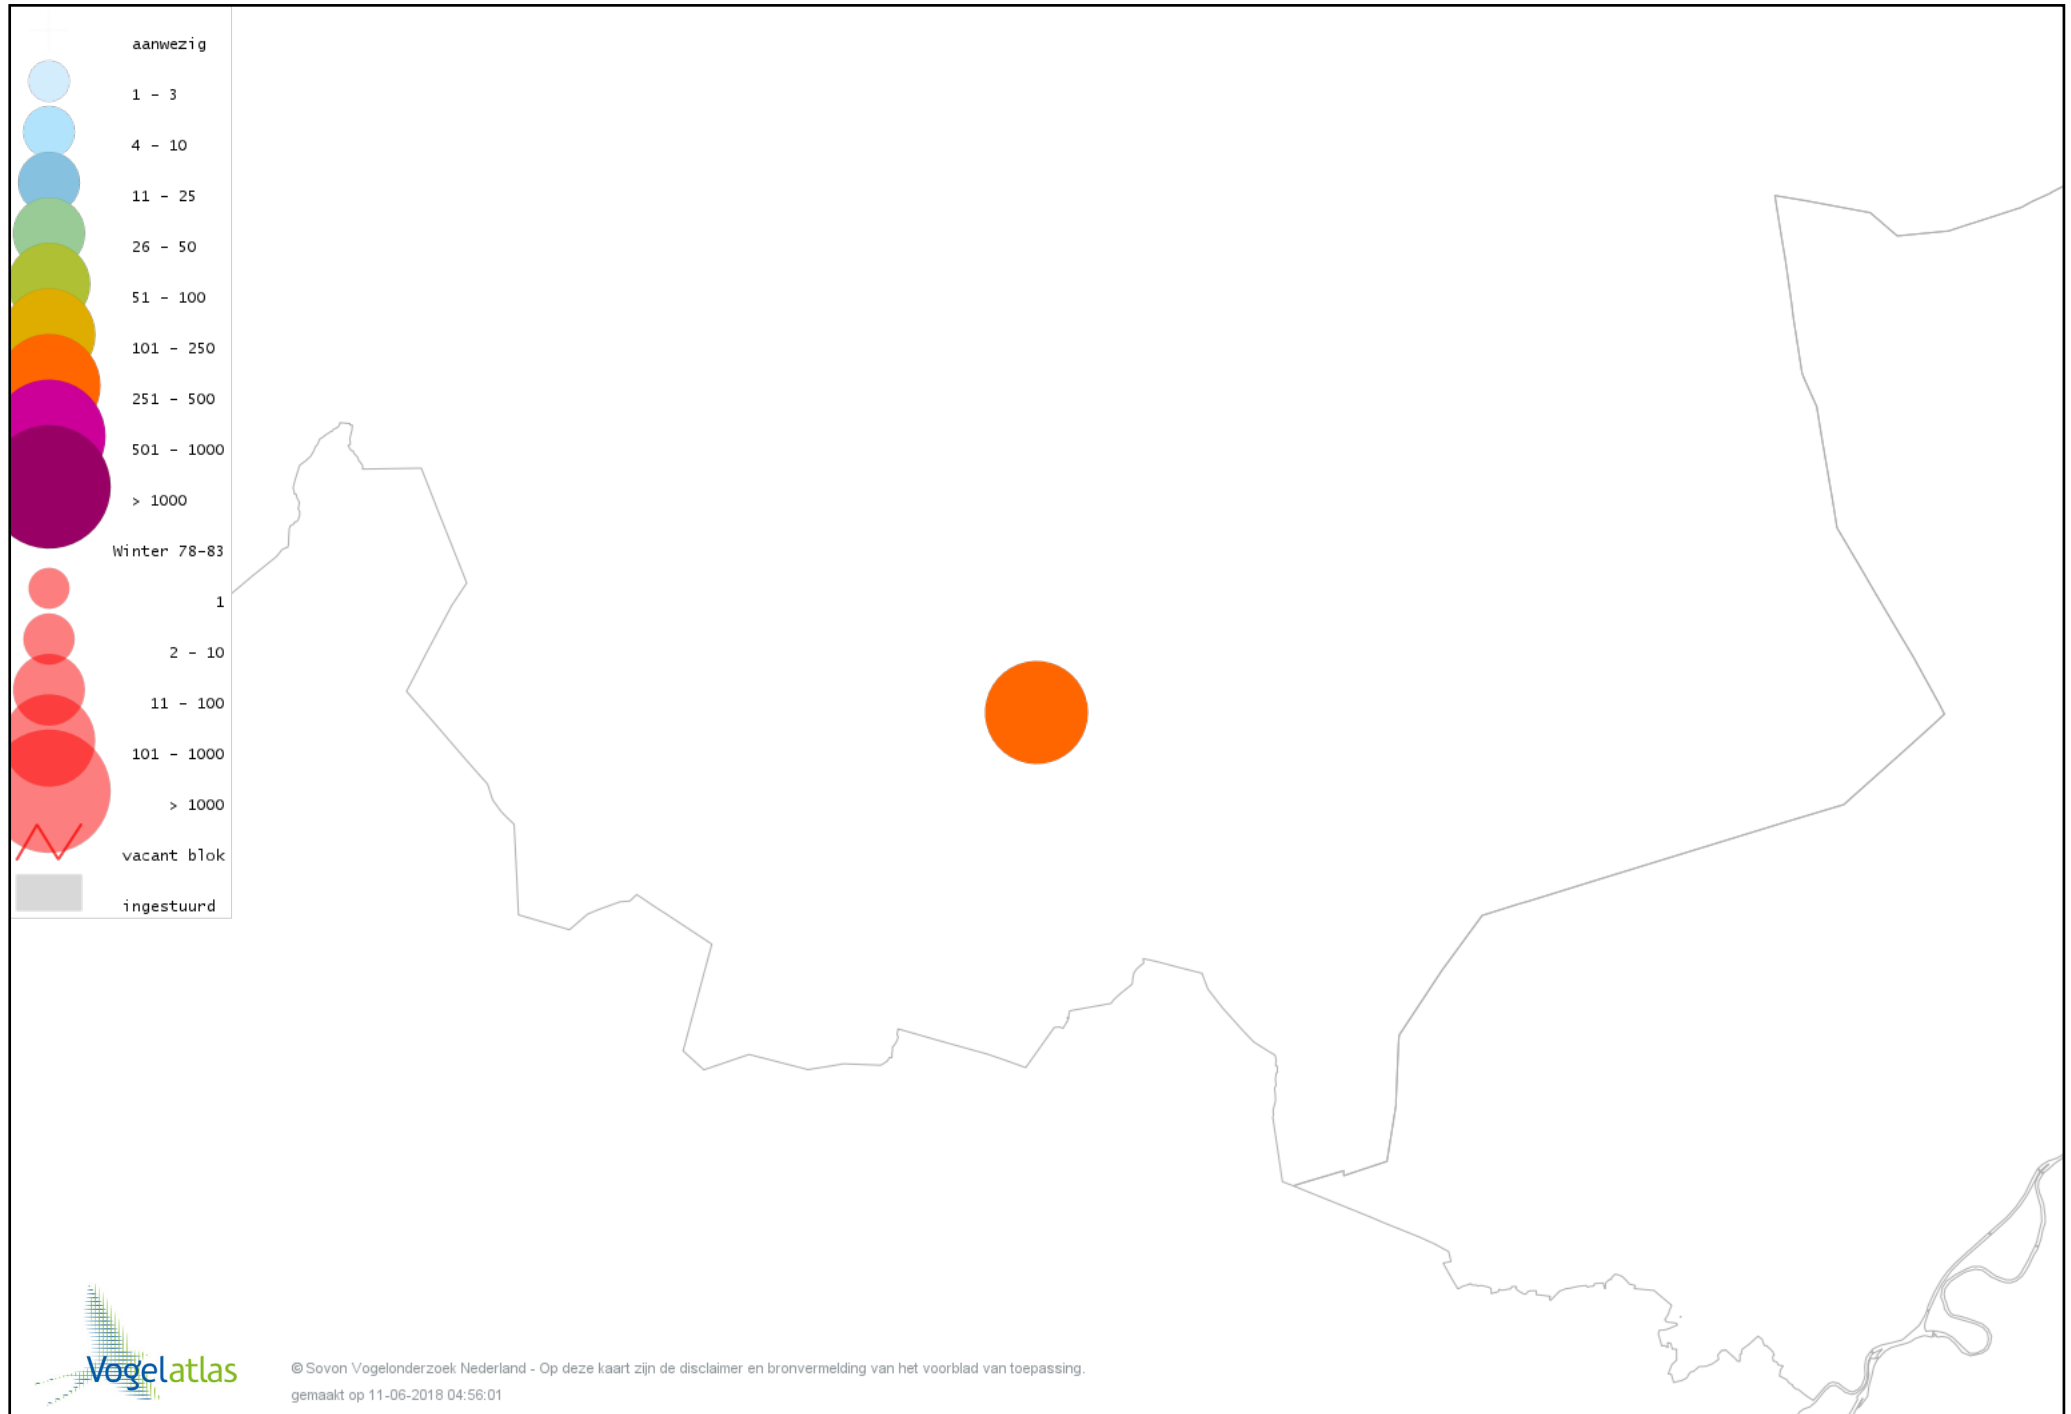 aanwezig
1 - 3
4 - 10
11 - 25
26 - 50
51 - 100
101 - 250
251 - 500
501 - 1000
> 1000
Winter 78-83
1
2 - 10
11 - 100
101 - 1000
> 1000
vacant blok
ingestuurd
Vogelatlas
© Sovon Vogelonderzoek Nederland - Op deze kaart zijn de disclaimer en bronvermelding van het voorblad van toepassing.
gemaakt op 11-06-2018 04:56:01